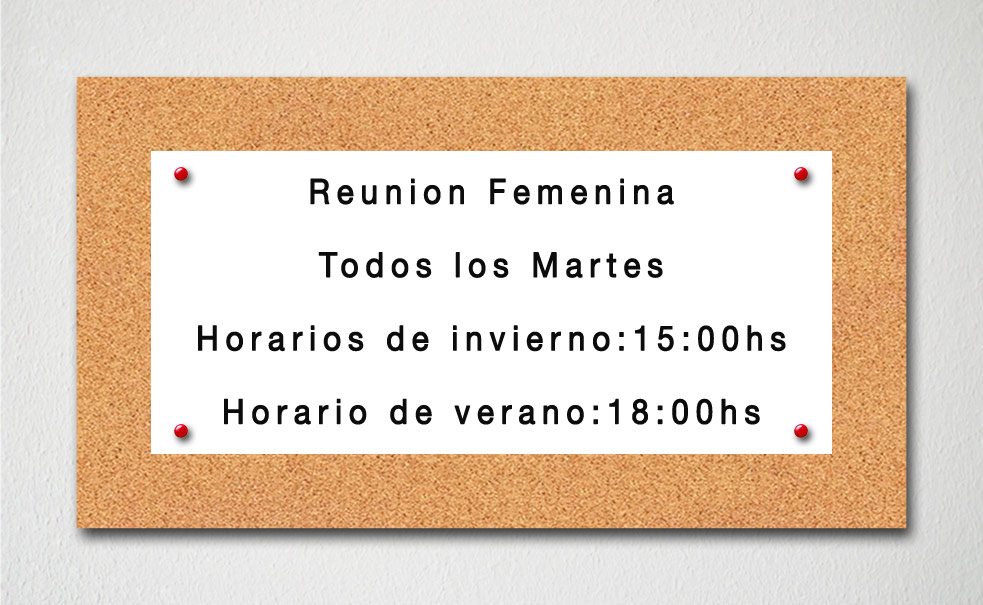 Reunion Femenina
Todos los Martes
Horarios de invierno:15:00hs
Horario de verano:18:00hs